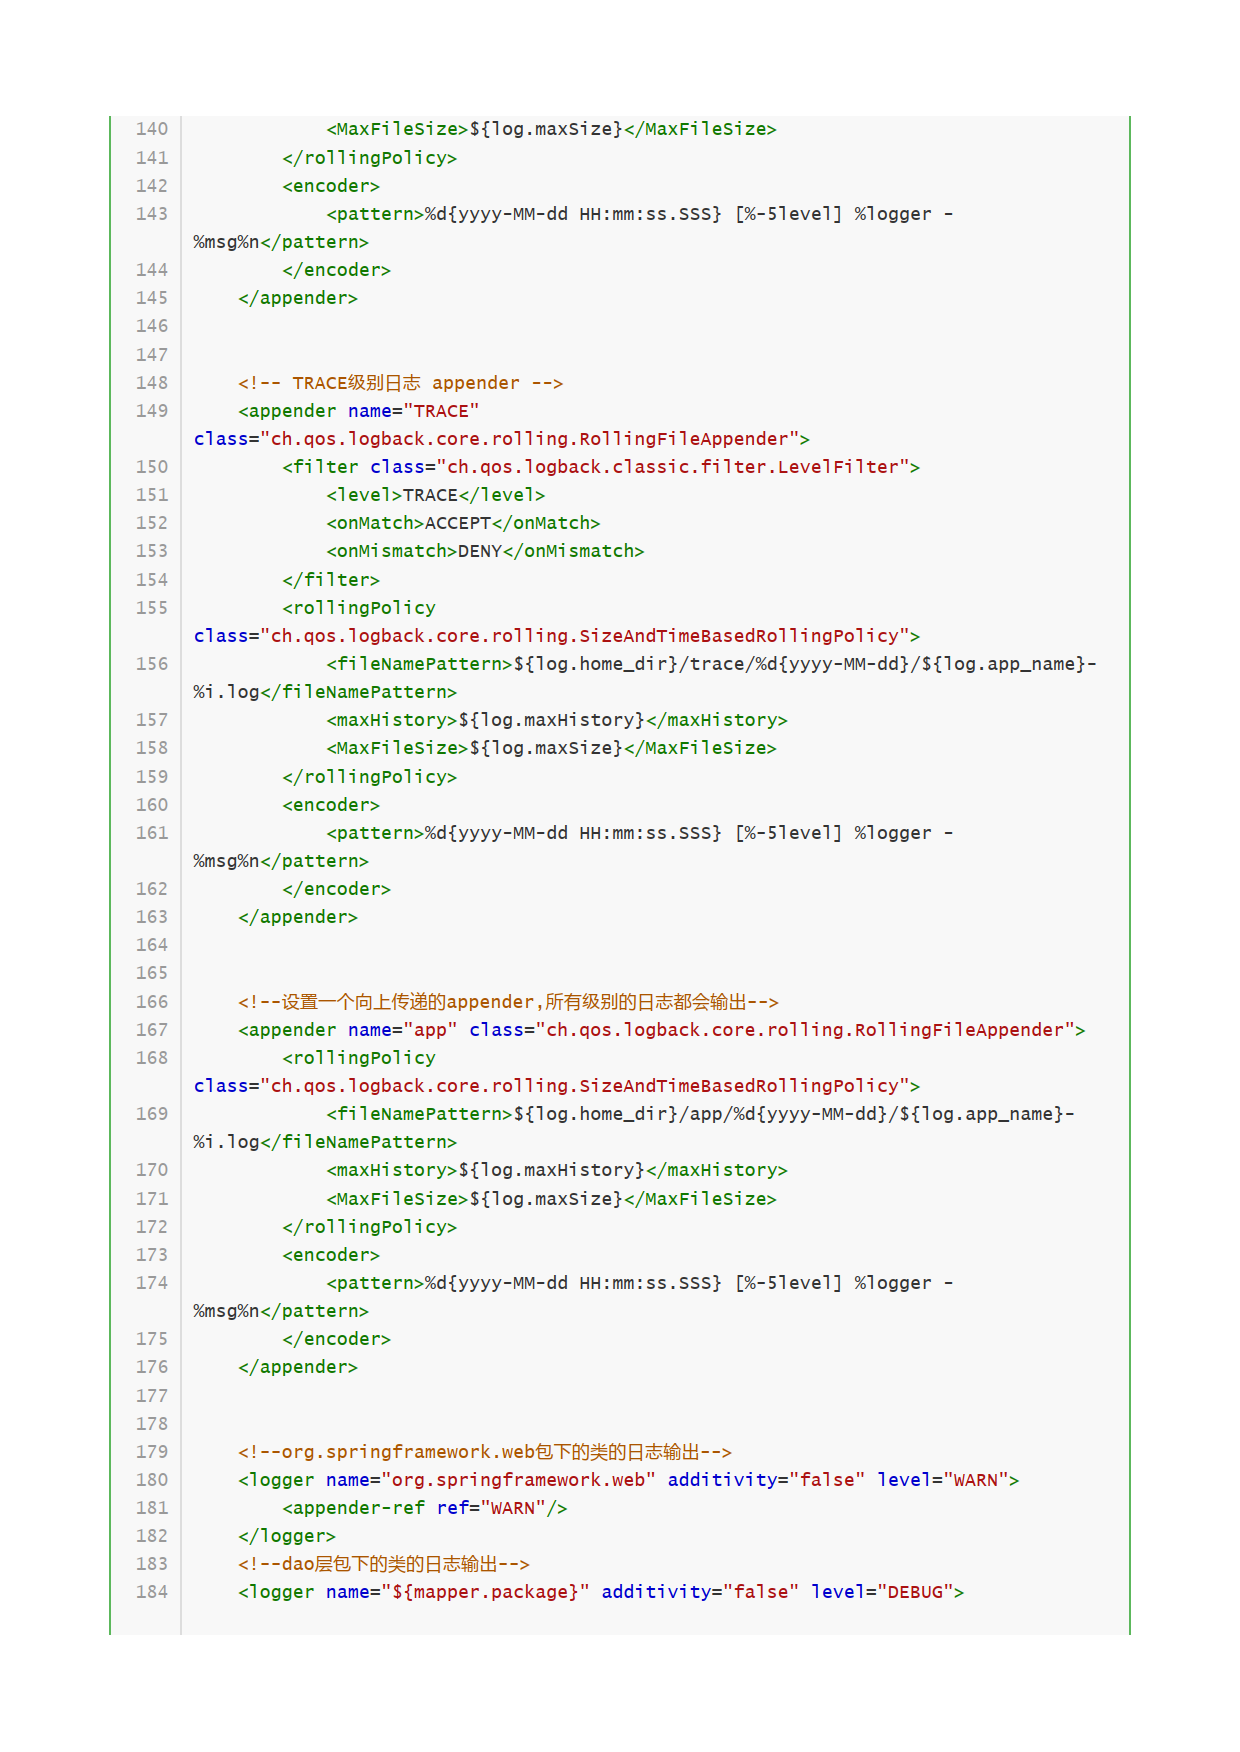 140             <MaxFileSize>${log.maxSize}</MaxFileSize>
141         </rollingPolicy>
142         <encoder>
143             <pattern>%d{yyyy-MM-dd HH:mm:ss.SSS} [%-5level] %logger -
%msg%n</pattern>
144         </encoder>
145     </appender>
146
147
148     <!-- TRACE级别日志 appender -->
149     <appender name="TRACE"
class="ch.qos.logback.core.rolling.RollingFileAppender">
150         <filter class="ch.qos.logback.classic.filter.LevelFilter">
151             <level>TRACE</level>
152             <onMatch>ACCEPT</onMatch>
153             <onMismatch>DENY</onMismatch>
154         </filter>
155         <rollingPolicy
class="ch.qos.logback.core.rolling.SizeAndTimeBasedRollingPolicy">
156             <fileNamePattern>${log.home_dir}/trace/%d{yyyy-MM-dd}/${log.app_name}-
%i.log</fileNamePattern>
157             <maxHistory>${log.maxHistory}</maxHistory>
158             <MaxFileSize>${log.maxSize}</MaxFileSize>
159         </rollingPolicy>
160         <encoder>
161             <pattern>%d{yyyy-MM-dd HH:mm:ss.SSS} [%-5level] %logger -
%msg%n</pattern>
162         </encoder>
163     </appender>
164
165
166     <!--设置一个向上传递的appender,所有级别的日志都会输出-->
167     <appender name="app" class="ch.qos.logback.core.rolling.RollingFileAppender">
168         <rollingPolicy
class="ch.qos.logback.core.rolling.SizeAndTimeBasedRollingPolicy">
169             <fileNamePattern>${log.home_dir}/app/%d{yyyy-MM-dd}/${log.app_name}-
%i.log</fileNamePattern>
170             <maxHistory>${log.maxHistory}</maxHistory>
171             <MaxFileSize>${log.maxSize}</MaxFileSize>
172         </rollingPolicy>
173         <encoder>
174             <pattern>%d{yyyy-MM-dd HH:mm:ss.SSS} [%-5level] %logger -
%msg%n</pattern>
175         </encoder>
176     </appender>
177
178
179     <!--org.springframework.web包下的类的日志输出-->
180     <logger name="org.springframework.web" additivity="false" level="WARN">
181         <appender-ref ref="WARN"/>
182     </logger>
183     <!--dao层包下的类的日志输出-->
184     <logger name="${mapper.package}" additivity="false" level="DEBUG">